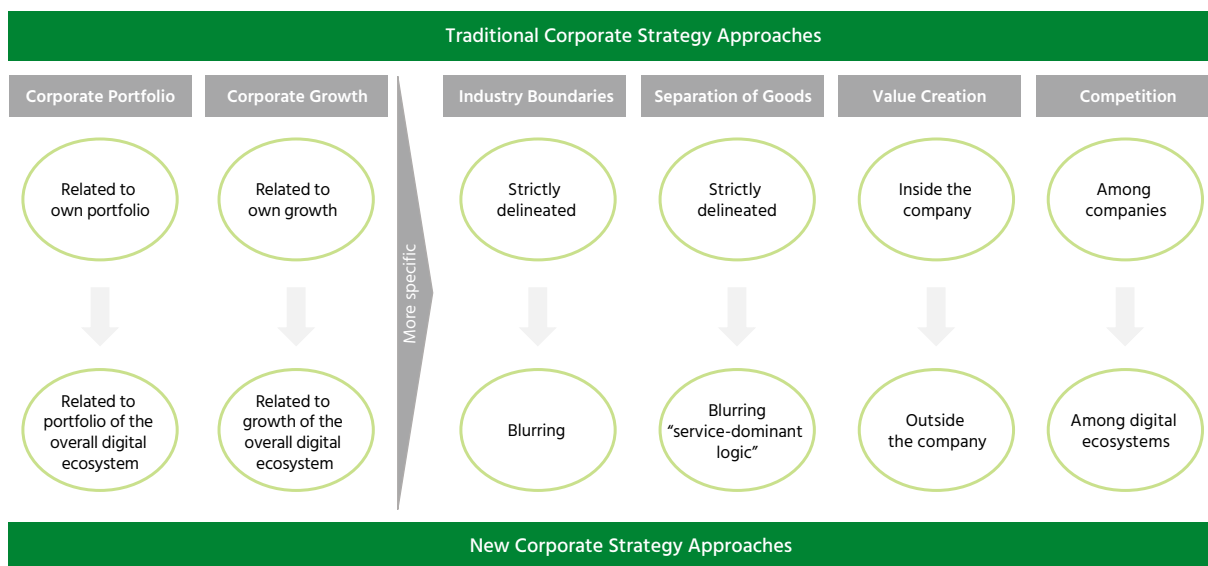 Traditional Corporate Strategy Approaches
Corporate Portfolio
Corporate Growth
Industry Boundaries
Separation of Goods
Value Creation
Competition
Related to
own portfolio
Related to
own growth
More specific
Strictly
delineated
Strictly
delineated
Inside the
company
Among
companies
Related to
portfolio of the
overall digital
ecosystem
Related to
growth of the
overall digital
ecosystem
Blurring
Blurring
“service-dominant
logic”
Outside
the company
Among digital
ecosystems
New Corporate Strategy Approaches